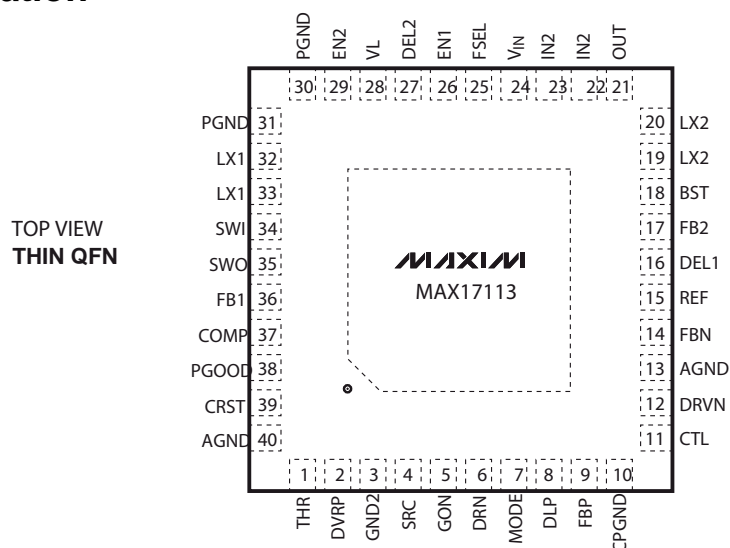 PGND EN2 VL DEL2 EN1 FSEL VIN IN2 IN2 OUT
30 29 28 27 26 25 24 23 22 21
PGND 31 20 LX2
LX1 32 19 LX2
LX1 33 18 BST
TOP VIEW
THIN QFN
SWI 34 17 FB2
SWO 35 16 DEL1
MAXIM
MAX17113
FB1 36 15 REF
COMP 37 14 FBN
PGOOD 38 13 AGND
CRST 39 12 DRVN
AGND 40 11 CTL
1 2 3 4 5 6 7 8 9 10
THR DVRP GND2 SRC GON DRN MODE DLP FBP CPGND